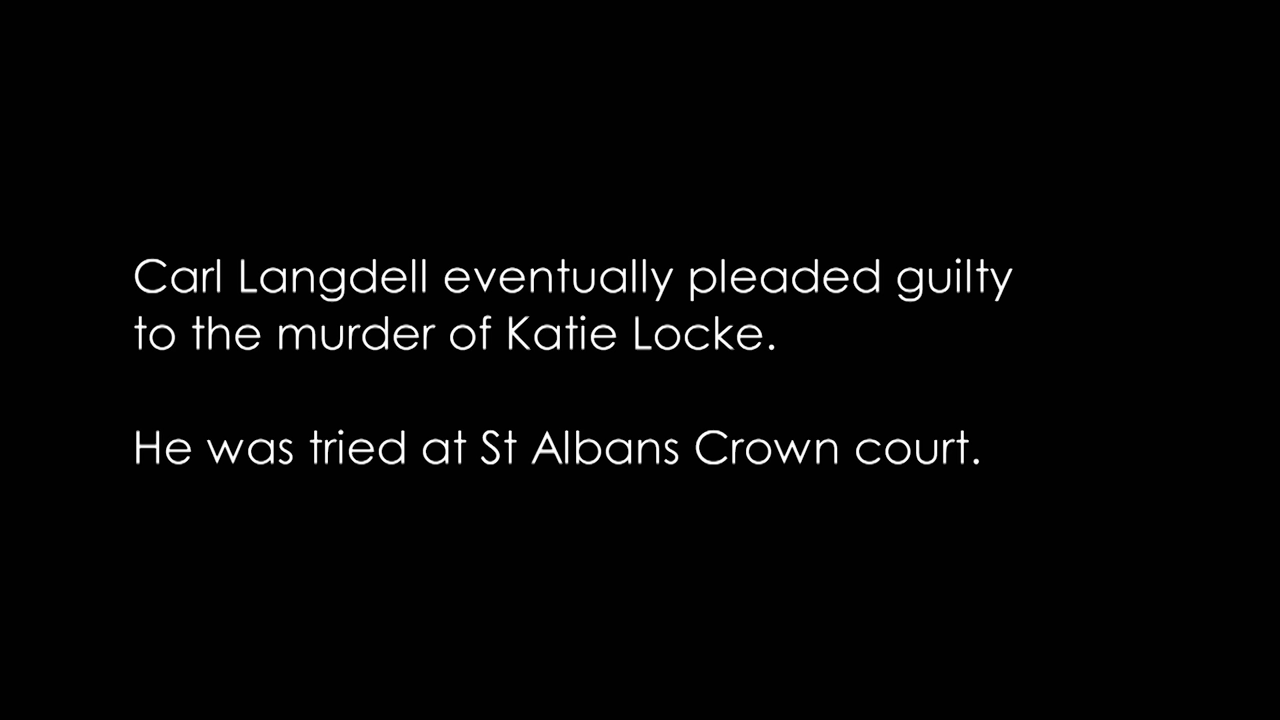 Carl Langdell eventually pleaded guilty
to the murder of Katie Locke.
He was tried at St Albans Crown court.